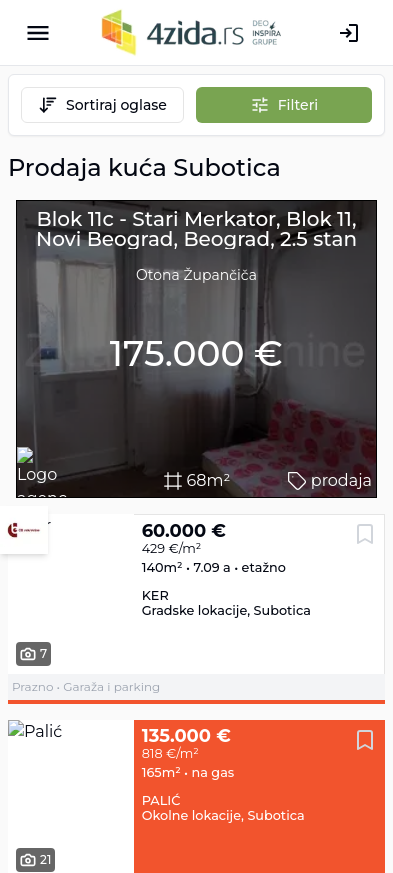 4zida.rs
DEO
INSPIRA
GRUPE
Sortiraj oglase
Filteri
Prodaja kuća Subotica
Blok 11c - Stari Merkator, Blok 11,
Novi Beograd, Beograd, 2.5 stan
Otona Župančiča
175.000 €
Logo
68m²
prodaja
60.000 €
429 €/m²
140m² • 7.09 a • etažno
KER
Gradske lokacije, Subotica
7
Prazno • Garaža i parking
Palić
135.000 €
818 €/m²
165m² • na gas
PALIĆ
Okolne lokacije, Subotica
21